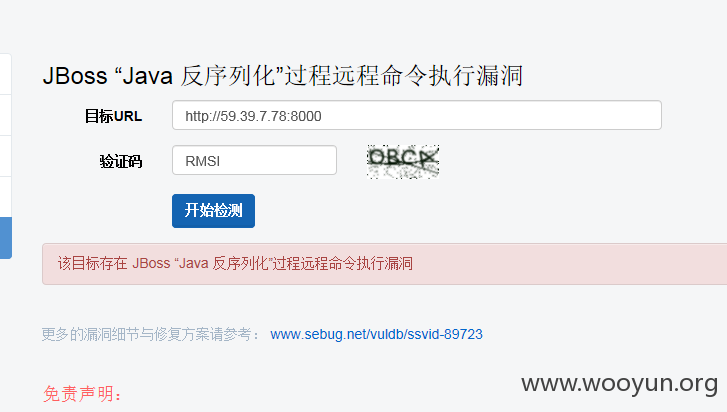 JBoss “Java 反序列化”过程远程命令执行漏洞
目标URL http://59.39.7.78:8000
验证码 RMSI OBCA
开始检测
该目标存在 JBoss “Java 反序列化”过程远程命令执行漏洞
更多的漏洞细节与修复方案请参考： www.sebug.net/vuldb/ssvid-89723
免责声明：
www.wooyun.org